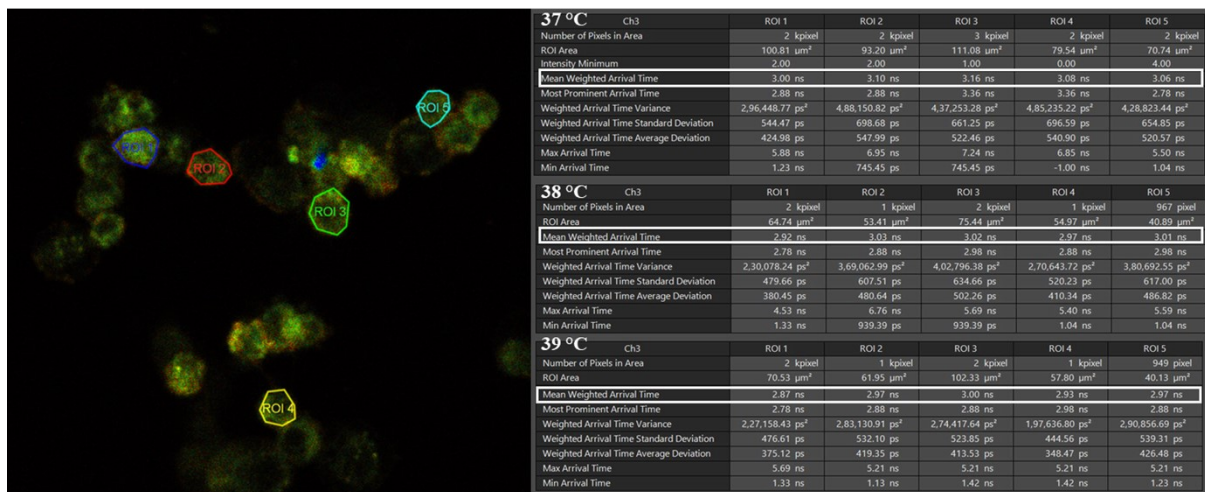 ROI 1
ROI 2
ROI 3
ROI 4
ROI 5
37 °C Ch3 ROI 1 ROI 2 ROI 3 ROI 4 ROI 5
Number of Pixels in Area 2 kpixel 2 kpixel 3 kpixel 2 kpixel 2 kpixel
ROI Area 100.81 µm² 93.20 µm² 111.08 µm² 79.54 µm² 70.74 µm²
Intensity Minimum 2.00 2.00 1.00 0.00 4.00
Mean Weighted Arrival Time 3.00 ns 3.10 ns 3.16 ns 3.08 ns 3.06 ns
Most Prominent Arrival Time 2.88 ns 2.88 ns 3.36 ns 3.36 ns 2.78 ns
Weighted Arrival Time Variance 2,96,448.77 ps² 4,88,150.82 ps² 4,37,253.28 ps² 4,85,235.22 ps² 4,28,823.44 ps²
Weighted Arrival Time Standard Deviation 544.47 ps 698.68 ps 661.25 ps 696.59 ps 654.85 ps
Weighted Arrival Time Average Deviation 424.98 ps 547.99 ps 522.46 ps 540.90 ps 520.57 ps
Max Arrival Time 5.88 ns 6.95 ns 7.24 ns 6.85 ns 5.50 ns
Min Arrival Time 1.23 ns 745.45 ps 745.45 ps -1.00 ns 1.04 ns
38 °C Ch3 ROI 1 ROI 2 ROI 3 ROI 4 ROI 5
Number of Pixels in Area 2 kpixel 1 kpixel 2 kpixel 1 kpixel 967 pixel
ROI Area 64.74 µm² 53.41 µm² 75.44 µm² 54.97 µm² 40.89 µm²
Mean Weighted Arrival Time 2.92 ns 3.03 ns 3.02 ns 2.97 ns 3.01 ns
Most Prominent Arrival Time 2.78 ns 2.88 ns 2.98 ns 2.88 ns 2.98 ns
Weighted Arrival Time Variance 2,30,078.24 ps² 3,69,062.99 ps² 4,02,796.38 ps² 2,70,643.72 ps² 3,80,692.55 ps²
Weighted Arrival Time Standard Deviation 479.66 ps 607.51 ps 634.66 ps 520.23 ps 617.00 ps
Weighted Arrival Time Average Deviation 380.45 ps 480.64 ps 502.26 ps 410.34 ps 486.82 ps
Max Arrival Time 4.53 ns 6.76 ns 5.69 ns 5.40 ns 5.59 ns
Min Arrival Time 1.33 ns 939.39 ps 939.39 ps 1.04 ns 1.04 ns
39 °C Ch3 ROI 1 ROI 2 ROI 3 ROI 4 ROI 5
Number of Pixels in Area 2 kpixel 1 kpixel 2 kpixel 1 kpixel 949 pixel
ROI Area 70.53 µm² 61.95 µm² 102.33 µm² 57.80 µm² 40.13 µm²
Mean Weighted Arrival Time 2.87 ns 2.97 ns 3.00 ns 2.93 ns 2.97 ns
Most Prominent Arrival Time 2.78 ns 2.88 ns 2.88 ns 2.98 ns 2.88 ns
Weighted Arrival Time Variance 2,27,158.43 ps² 2,83,130.91 ps² 2,74,417.64 ps² 1,97,636.80 ps² 2,90,856.69 ps²
Weighted Arrival Time Standard Deviation 476.61 ps 532.10 ps 523.85 ps 444.56 ps 539.31 ps
Weighted Arrival Time Average Deviation 375.12 ps 419.35 ps 413.53 ps 348.47 ps 426.48 ps
Max Arrival Time 5.69 ns 5.21 ns 5.21 ns 5.21 ns 5.21 ns
Min Arrival Time 1.33 ns 1.13 ns 1.42 ns 1.42 ns 1.23 ns